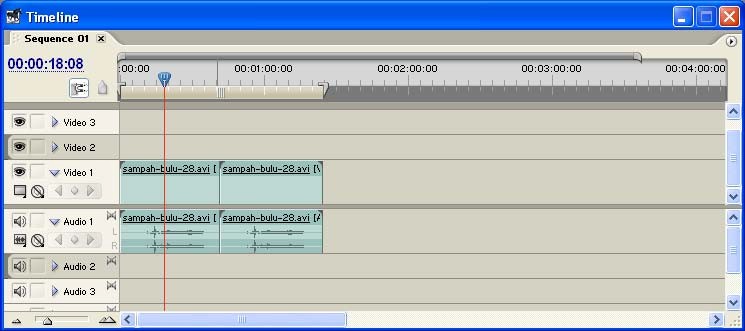 Timeline
Sequence 01
00:00:18:08
:00:00 00:01:00:00 00:02:00:00 00:03:00:00 00:04:00:00
Video 3
Video 2
Video 1
sampah-bulu-28.avi [ sampah-bulu-28.avi [V
Audio 1
sampah-bulu-28.avi [ sampah-bulu-28.avi [A
L
R
Audio 2
Audio 3